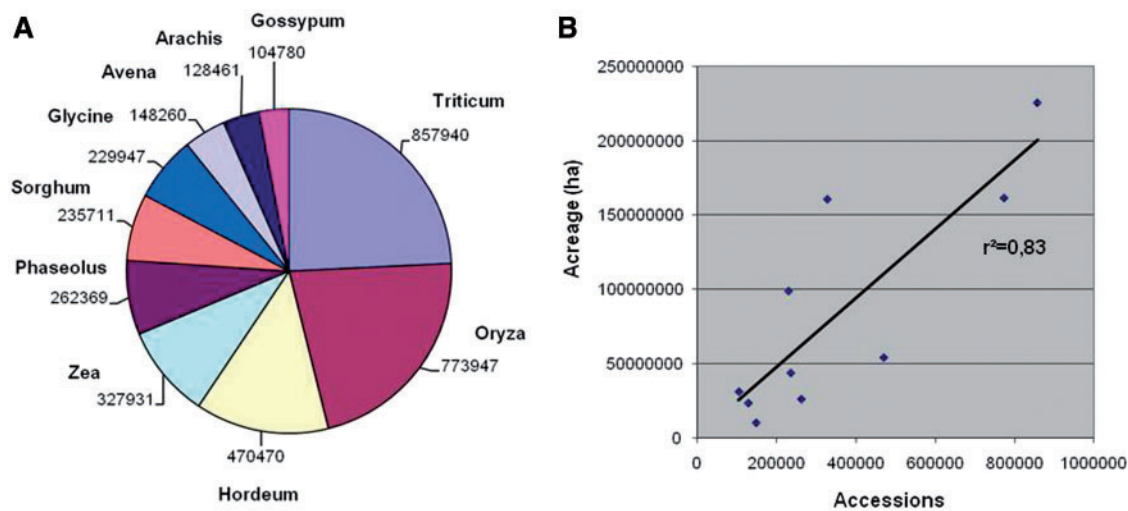 A
Gossypum
104780
Arachis
128461
Avena
148260
Glycine
229947
Sorghum
235711
Phaseolus
262369
Zea
327931
470470
Hordeum
Oryza
773947
Triticum
857940
B
250000000
200000000
150000000
100000000
50000000
0
Acreage (ha)
r²=0,83
0 200000 400000 600000 800000 1000000
Accessions